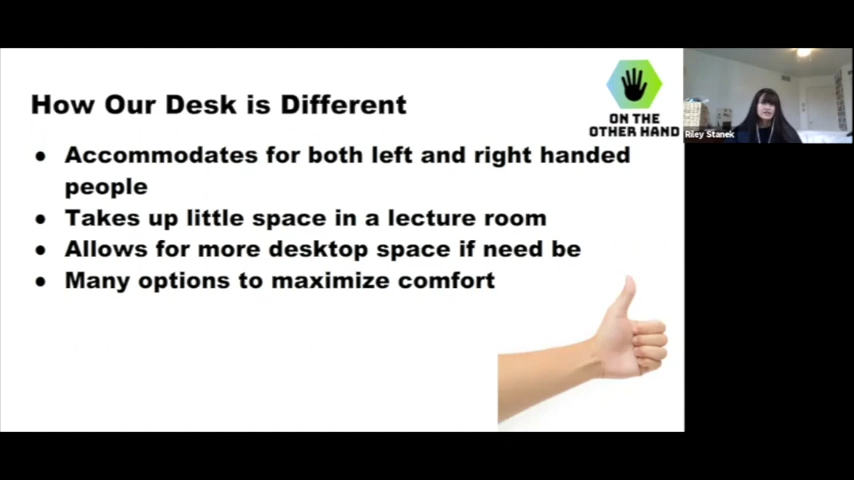 How Our Desk is Different
ON THE
OTHER HAND
Riley Stanek
● Accommodates for both left and right handed
people
● Takes up little space in a lecture room
● Allows for more desktop space if need be
● Many options to maximize comfort